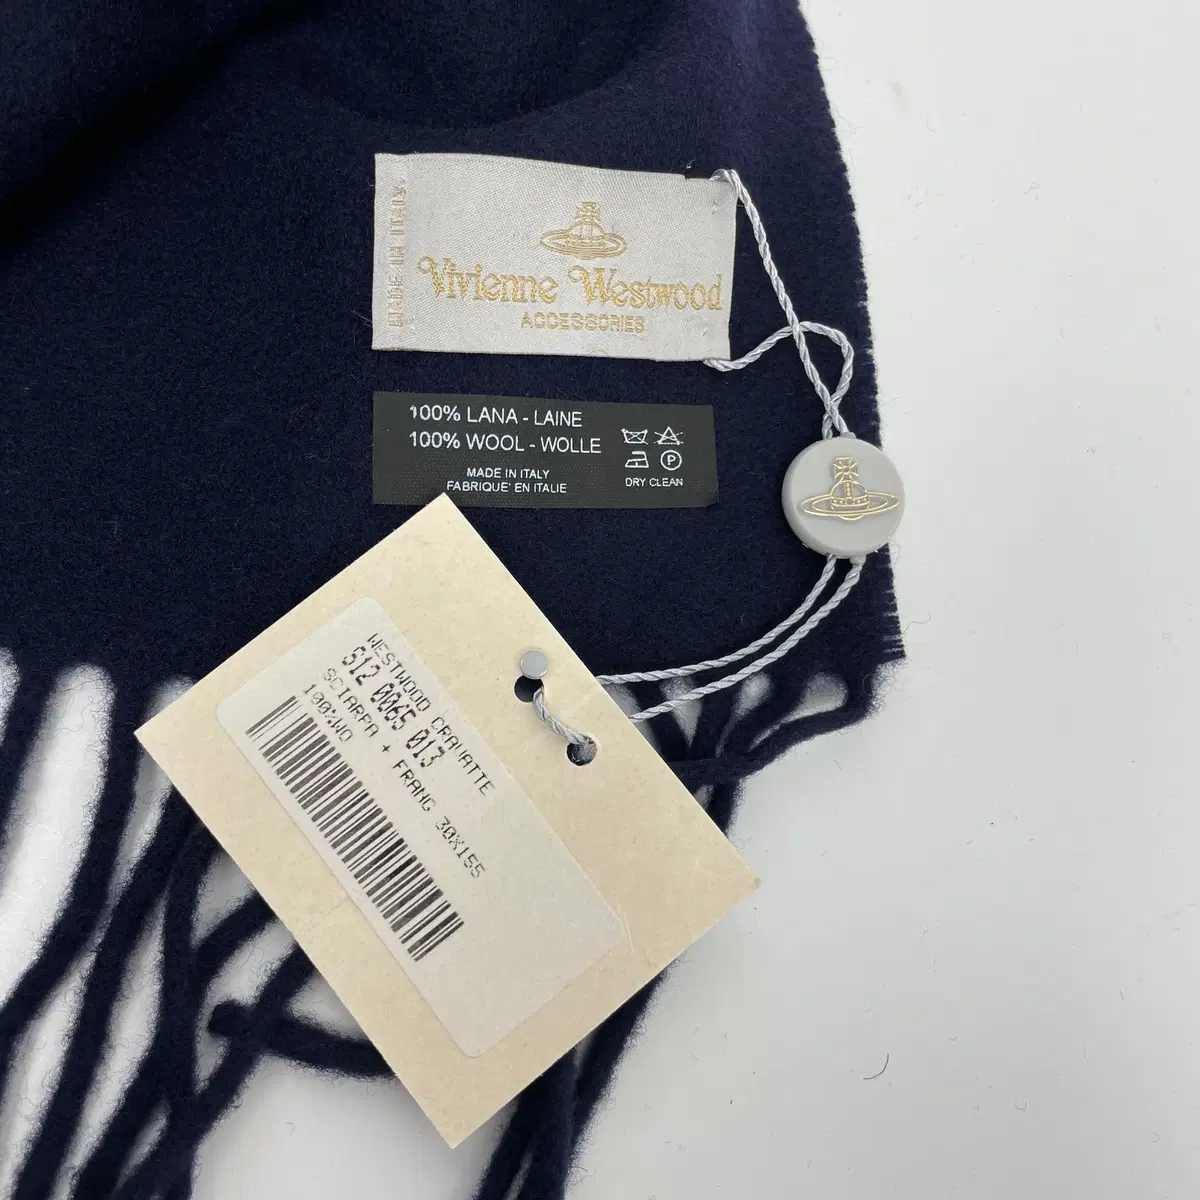 MADE IN ITALY
Vivienne Westwood
ACCESSORIES
100% LANA - LAINE
100% WOOL - WOLLE
MADE IN ITALY
FABRIQUE' EN ITALIE
P
DRY CLEAN
WESTWOOD CRAVATTE
S12 0065 013
SCIARPA + FRANG 30X155
100%WO